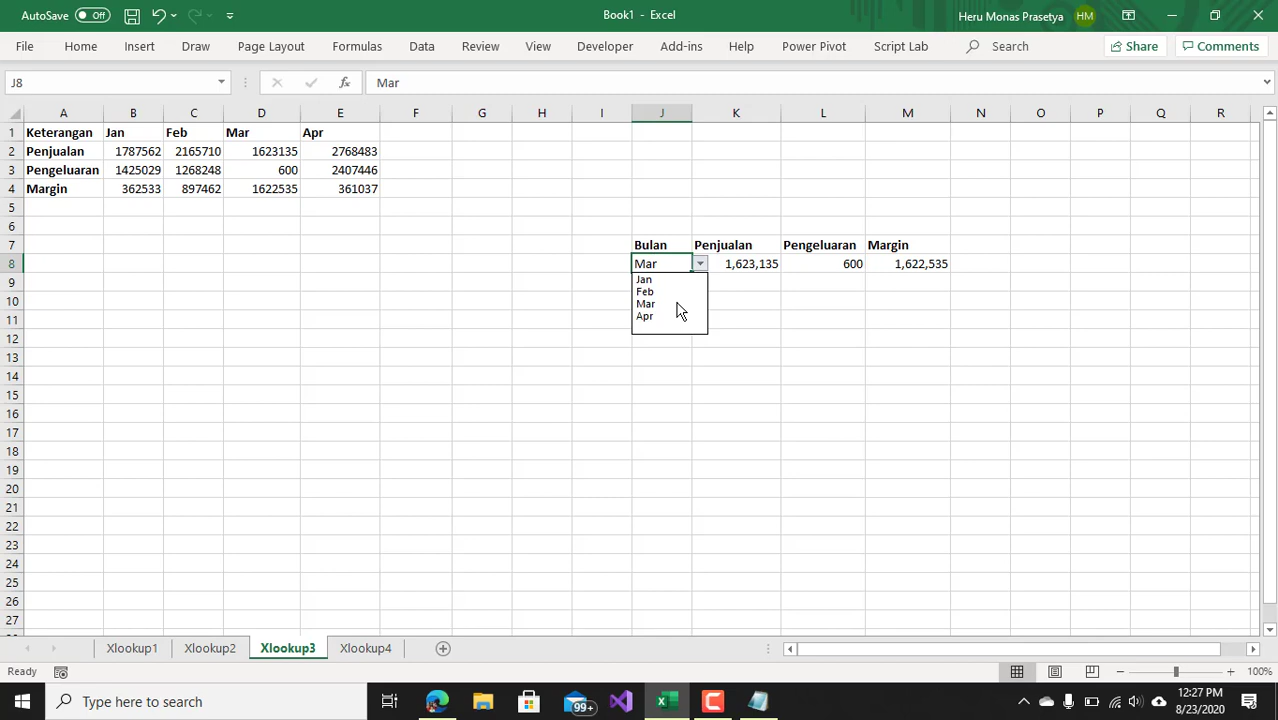 AutoSave Off Book1 - Excel Heru Monas Prasetya HM
File Home Insert Draw Page Layout Formulas Data Review View Developer Add-ins Help Power Pivot Script Lab Search Share Comments
J8 fx Mar
A B C D E F G H I J K L M N O P Q R
1 Keterangan Jan Feb Mar Apr
2 Penjualan 1787562 2165710 1623135 2768483
3 Pengeluaran 1425029 1268248 600 2407446
4 Margin 362533 897462 1622535 361037
5
6
7 Bulan Penjualan Pengeluaran Margin
8 Mar 1,623,135 600 1,622,535
9 Jan
10 Feb
Mar
11 Apr
12
13
14
15
16
17
18
19
20
21
22
23
24
25
26
27
Xlookup1 Xlookup2 Xlookup3 Xlookup4
Ready 100%
Type here to search 99+ 12:27 PM
8/23/2020